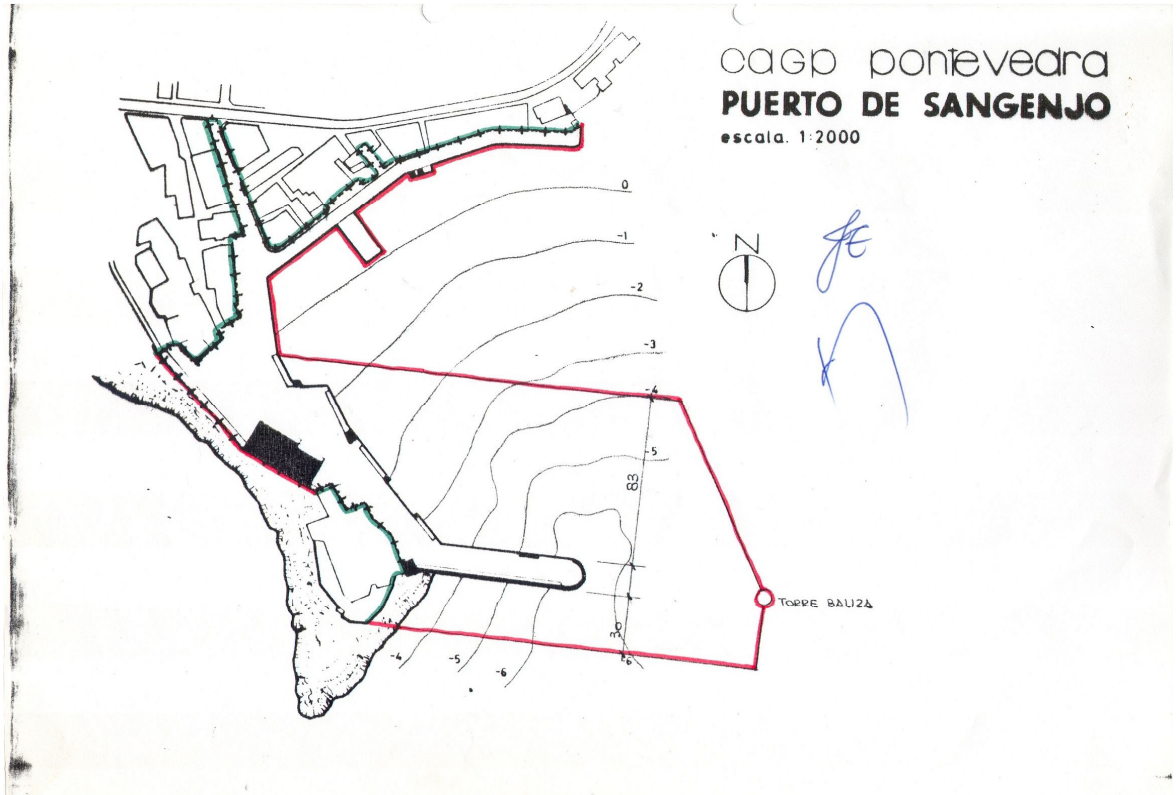 cagp pontevedra
PUERTO DE SANGENJO
escala. 1:2000
N
0
-1
-2
-3
-4
-5
83
TORRE BALIZA
30
-4
-5
-6
-6